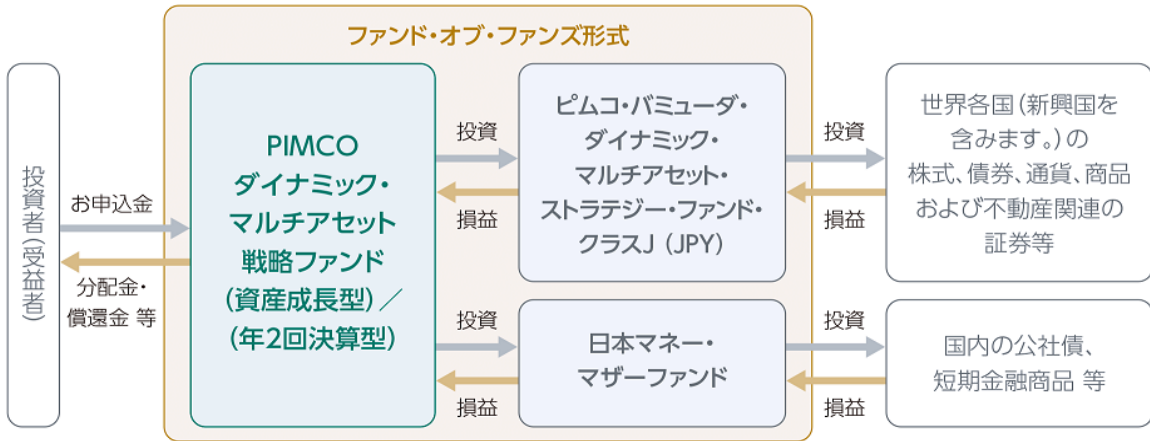 ファンド・オブ・ファンズ形式
投資者(受益者)
お申込金
分配金・
償還金 等
PIMCO
ダイナミック・
マルチアセット
戦略ファンド
(資産成長型)／
(年2回決算型)
投資
損益
ピムコ・バミューダ・
ダイナミック・
マルチアセット・
ストラテジー・ファンド・
クラスJ (JPY)
投資
損益
世界各国(新興国を
含みます。)の
株式、債券、通貨、商品
および不動産関連の
証券等
投資
損益
日本マネー・
マザーファンド
投資
損益
国内の公社債、
短期金融商品 等